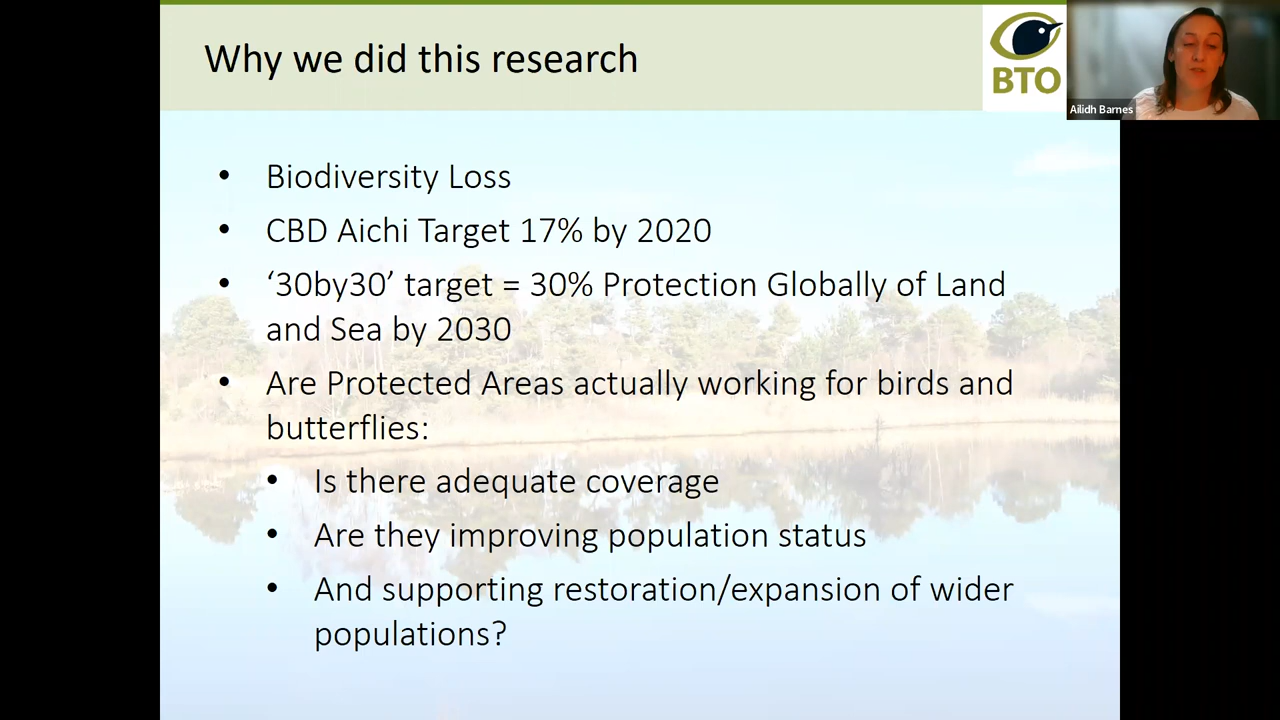 Why we did this research
BTO
Ailidh Barnes
• Biodiversity Loss
• CBD Aichi Target 17% by 2020
• ‘30by30’ target = 30% Protection Globally of Land
and Sea by 2030
• Are Protected Areas actually working for birds and
butterflies:
• Is there adequate coverage
• Are they improving population status
• And supporting restoration/expansion of wider
populations?